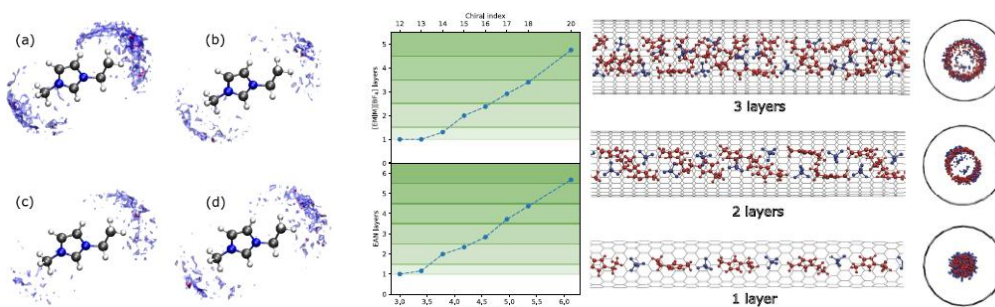 (a)
(b)
(c)
(d)
Chiral index
12 13 14 15 16 17 18 20
[EMIM][BF4] layers
5
4
3
2
1
0
EAN layers
6
5
4
3
2
1
0
3,0 3,5 4,0 4,5 5,0 5,5 6,0
3 layers
2 layers
1 layer